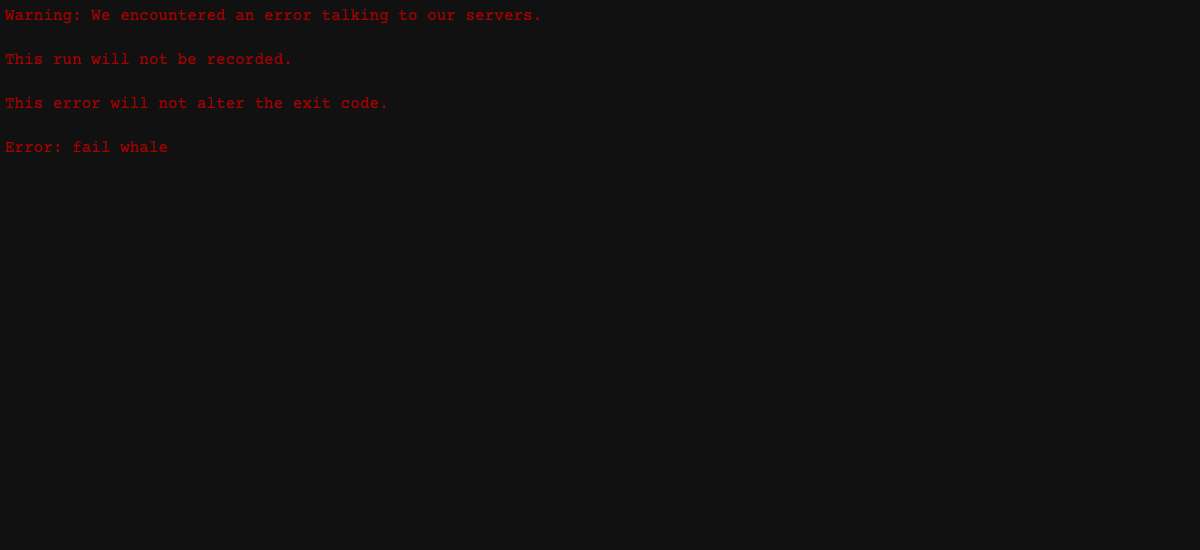 Warning: We encountered an error talking to our servers.
This run will not be recorded.
This error will not alter the exit code.
Error: fail whale